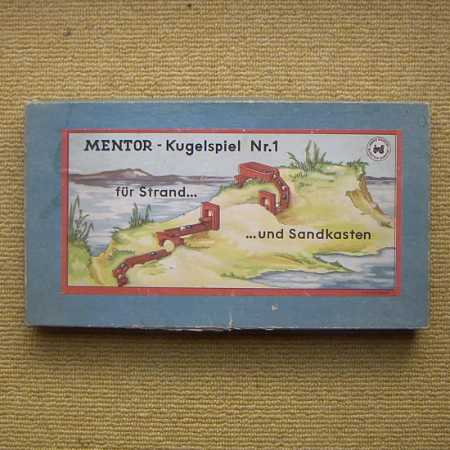 MENTOR - Kugelspiel Nr.1
für Strand...
...und Sandkasten